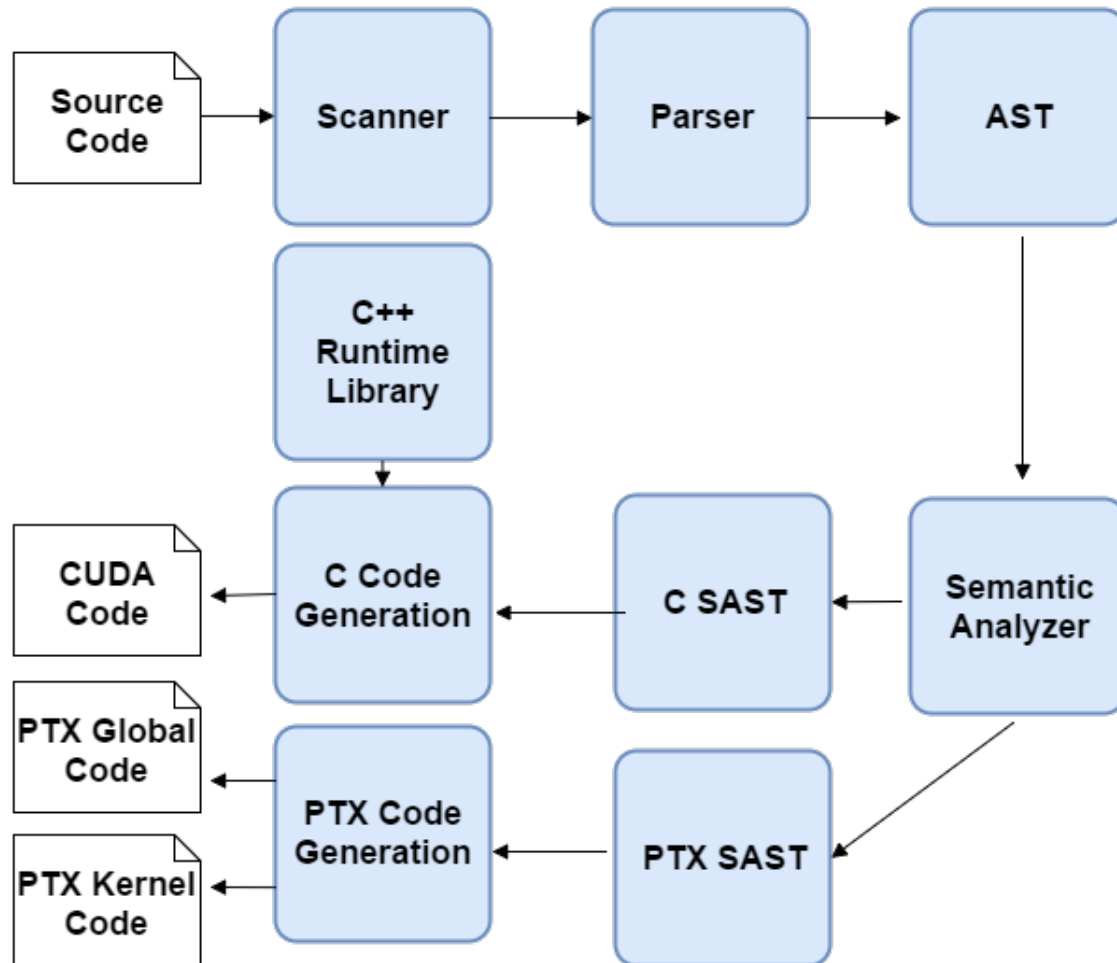 Source
Code
Scanner
Parser
AST
C++
Runtime
Library
CUDA
Code
C Code
Generation
C SAST
Semantic
Analyzer
PTX Global
Code
PTX Kernel
Code
PTX Code
Generation
PTX SAST